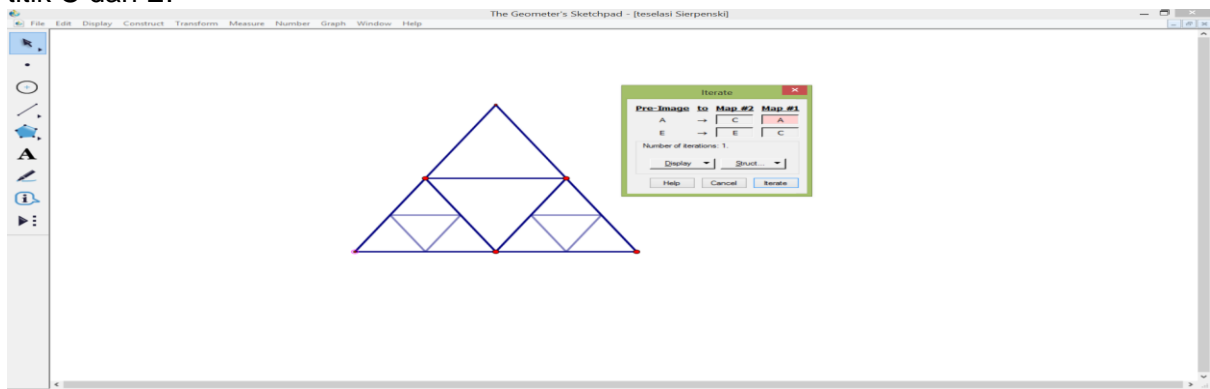 titik C dan E.
The Geometer's Sketchpad - [teselasi Sierpenski]
File Edit Display Construct Transform Measure Number Graph Window Help
Iterate
Pre-Image to Map #2 Map #1
A → C A
E → E C
Number of iterations: 1.
Display Struct...
Help Cancel Iterate
A